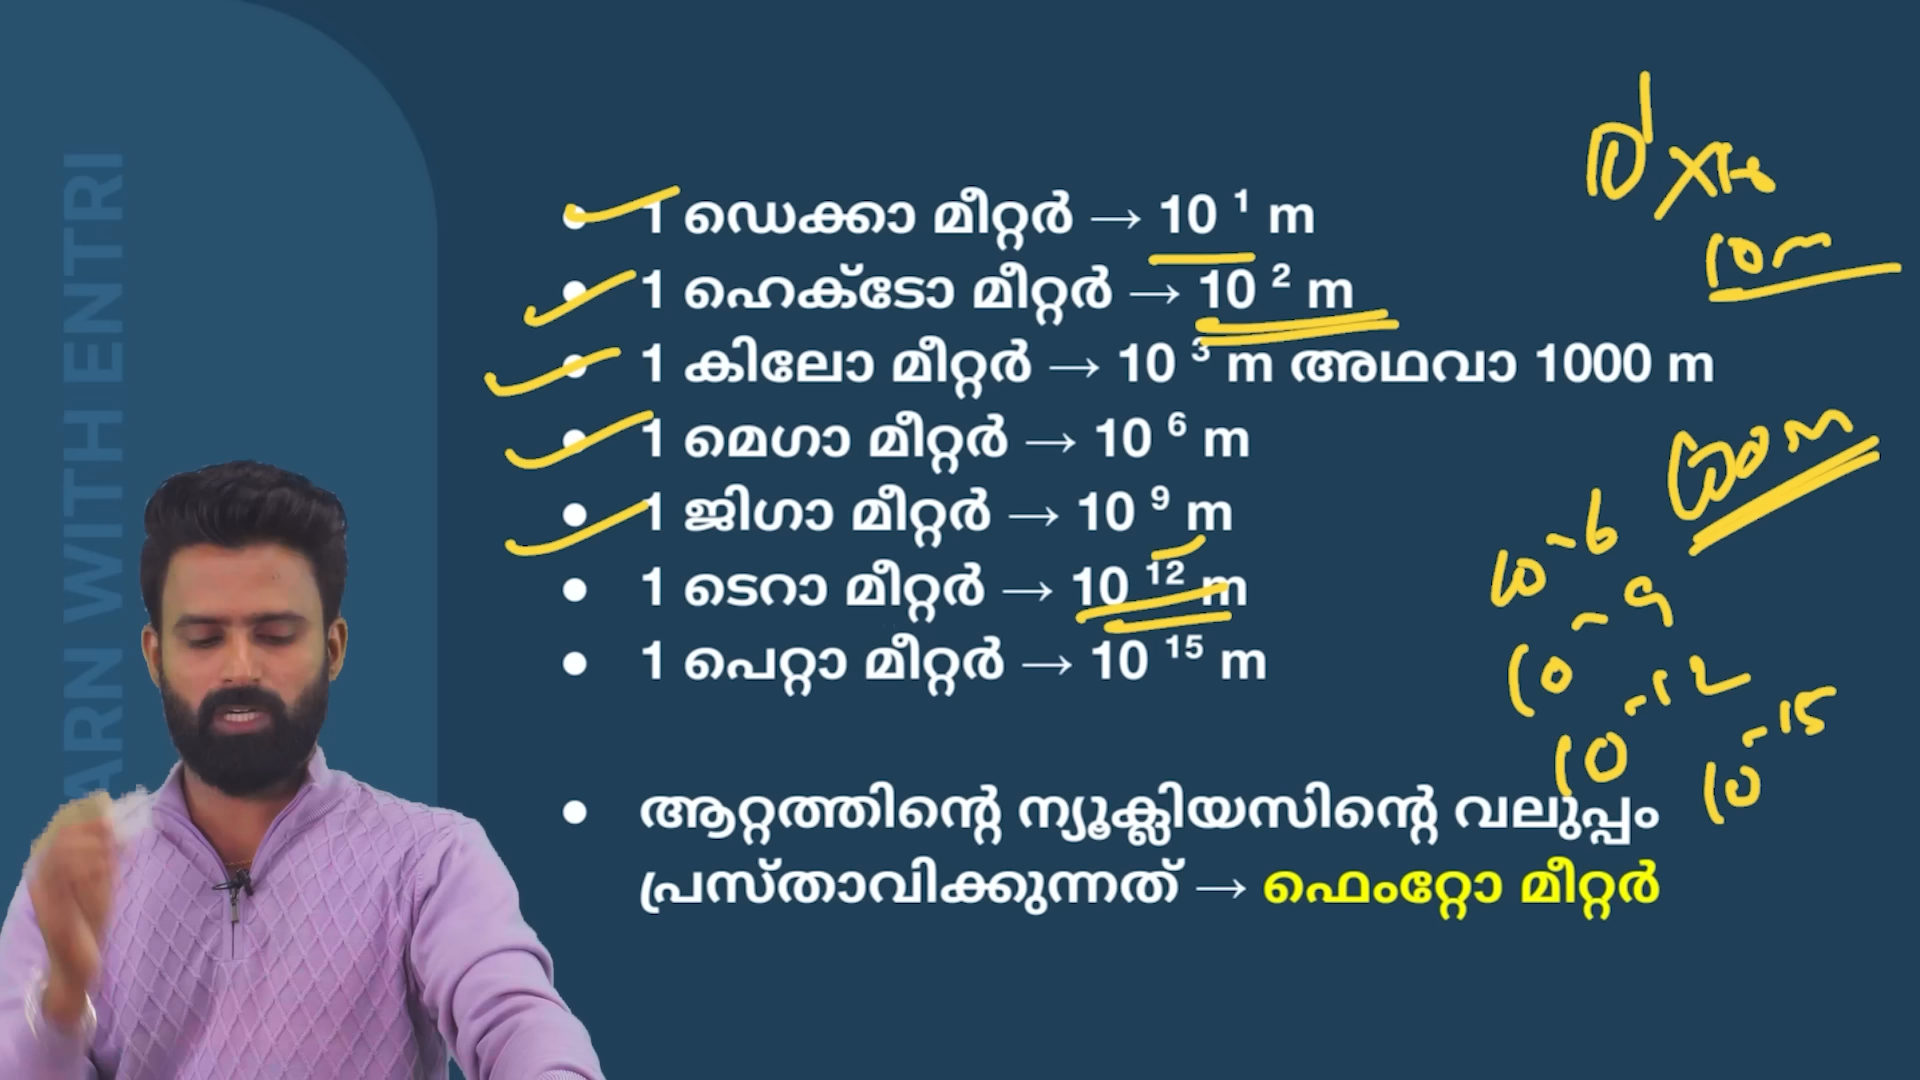 LEARN WITH ENTRI
• 1 ഡെക്കാ മീറ്റർ → 10 ¹ m
• 1 ഹെക്ടോ മീറ്റർ → 10 ² m
• 1 കിലോ മീറ്റർ → 10 ³ m അഥവാ 1000 m
• 1 മെഗാ മീറ്റർ → 10 ⁶ m
• 1 ജിഗാ മീറ്റർ → 10 ⁹ m
• 1 ടെറാ മീറ്റർ → 10 ¹² m
• 1 പെറ്റാ മീറ്റർ → 10 ¹⁵ m
• ആറ്റത്തിന്റെ ന്യൂക്ലിയസിന്റെ വലുപ്പം
പ്രസ്താവിക്കുന്നത് → ഫെംറ്റോ മീറ്റർ
10m
10⁻⁶
10⁻⁹
10⁻¹²
10⁻¹⁵